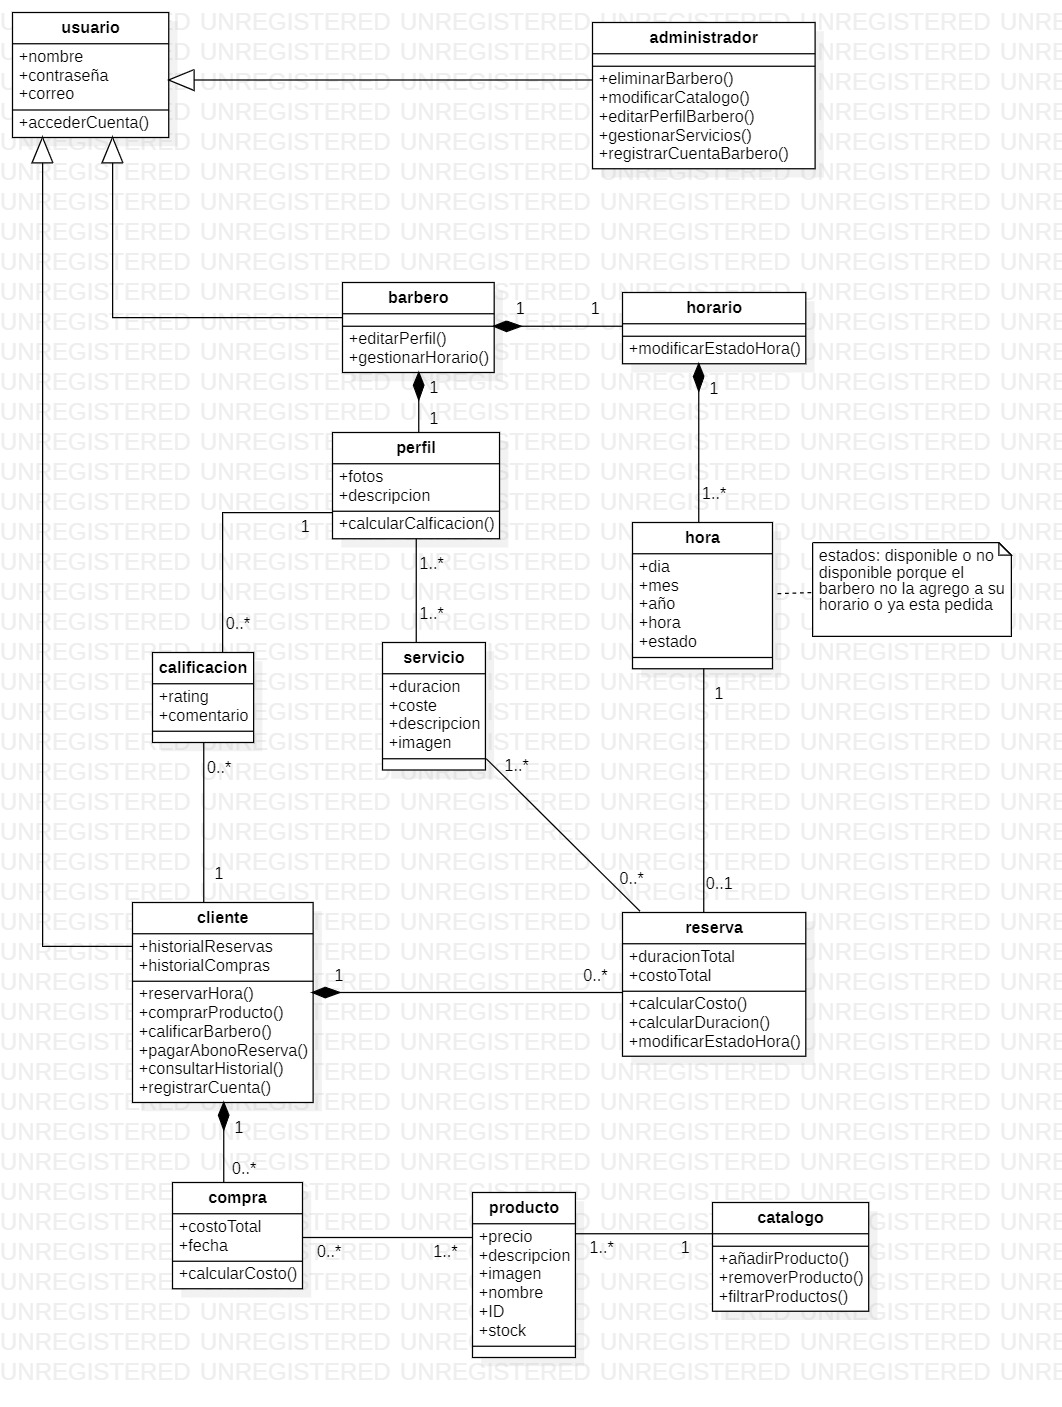 usuario
+nombre
+contraseña
+correo
+accederCuenta()
administrador
+eliminarBarbero()
+modificarCatalogo()
+editarPerfilBarbero()
+gestionarServicios()
+registrarCuentaBarbero()
barbero
+editarPerfil()
+gestionarHorario()
1
1
horario
+modificarEstadoHora()
1
1
1
1..*
perfil
+fotos
+descripcion
+calcularCalficacion()
1
0..*
1..*
1..*
hora
+dia
+mes
+año
+hora
+estado
estados: disponible o no
disponible porque el
barbero no la agrego a su
horario o ya esta pedida
calificacion
+rating
+comentario
servicio
+duracion
+coste
+descripcion
+imagen
1
0..*
1..*
1
0..*
0..1
cliente
+historialReservas
+historialCompras
+reservarHora()
+comprarProducto()
+calificarBarbero()
+pagarAbonoReserva()
+consultarHistorial()
+registrarCuenta()
1
0..*
reserva
+duracionTotal
+costoTotal
+calcularCosto()
+calcularDuracion()
+modificarEstadoHora()
1
0..*
compra
+costoTotal
+fecha
+calcularCosto()
0..*
1..*
producto
+precio
+descripcion
+imagen
+nombre
+ID
+stock
1..*
1
catalogo
+añadirProducto()
+removerProducto()
+filtrarProductos()
UNREGISTERED